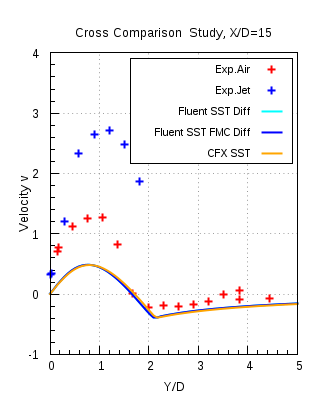 Cross Comparison  Study, X/D=15
4
3
2
1
0
-1
Velocity v
Exp.Air
Exp.Jet
Fluent SST Diff
Fluent SST FMC Diff
CFX SST
0 1 2 3 4 5
Y/D